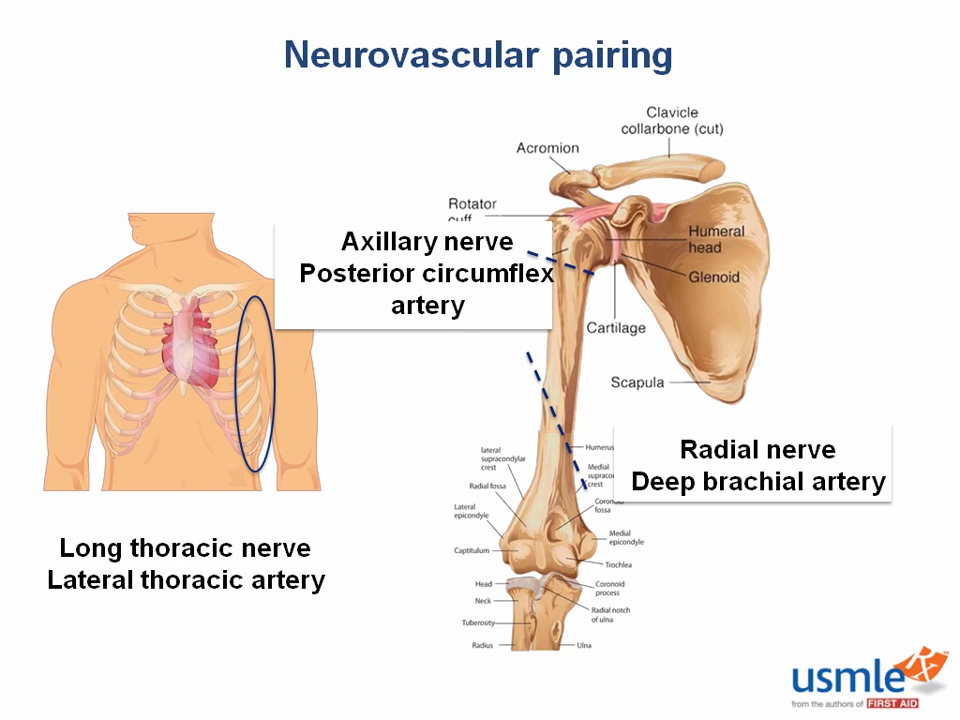 Neurovascular pairing
Clavicle
collarbone (cut)
Acromion
Rotator
cuff
Humeral
head
Glenoid
Cartilage
Scapula
Axillary nerve
Posterior circumflex
artery
Radial nerve
Deep brachial artery
Long thoracic nerve
Lateral thoracic artery
lateral
supracondylar
crest
Radial fossa
Lateral
epicondyle
Capitulum
Head
Neck
Tuberosity
Radius
Humerus
Medial
crest
fossa
Medial
epicondyle
Trochlea
Coronoid
process
Radial notch
of ulna
Ulna
usmle Rx
TM
from the authors of FIRST AID